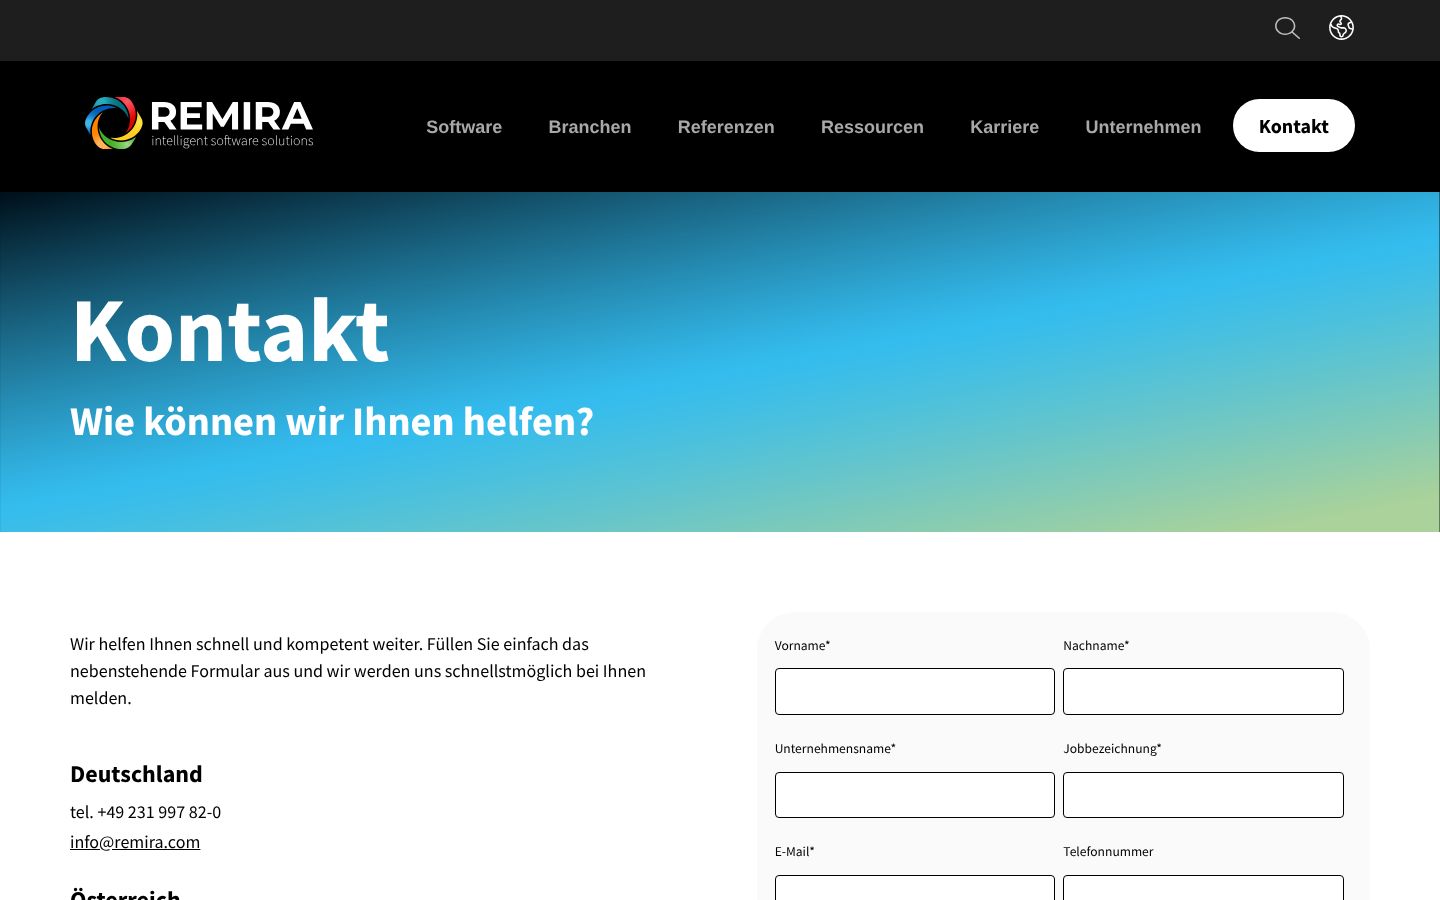 REMIRA
intelligent software solutions
Software Branchen Referenzen Ressourcen Karriere Unternehmen Kontakt
Kontakt
Wie können wir Ihnen helfen?
Wir helfen Ihnen schnell und kompetent weiter. Füllen Sie einfach das
nebenstehende Formular aus und wir werden uns schnellstmöglich bei Ihnen
melden.
Deutschland
tel. +49 231 997 82-0
info@remira.com
Österreich
Vorname* Nachname*
Unternehmensname* Jobbezeichnung*
E-Mail* Telefonnummer